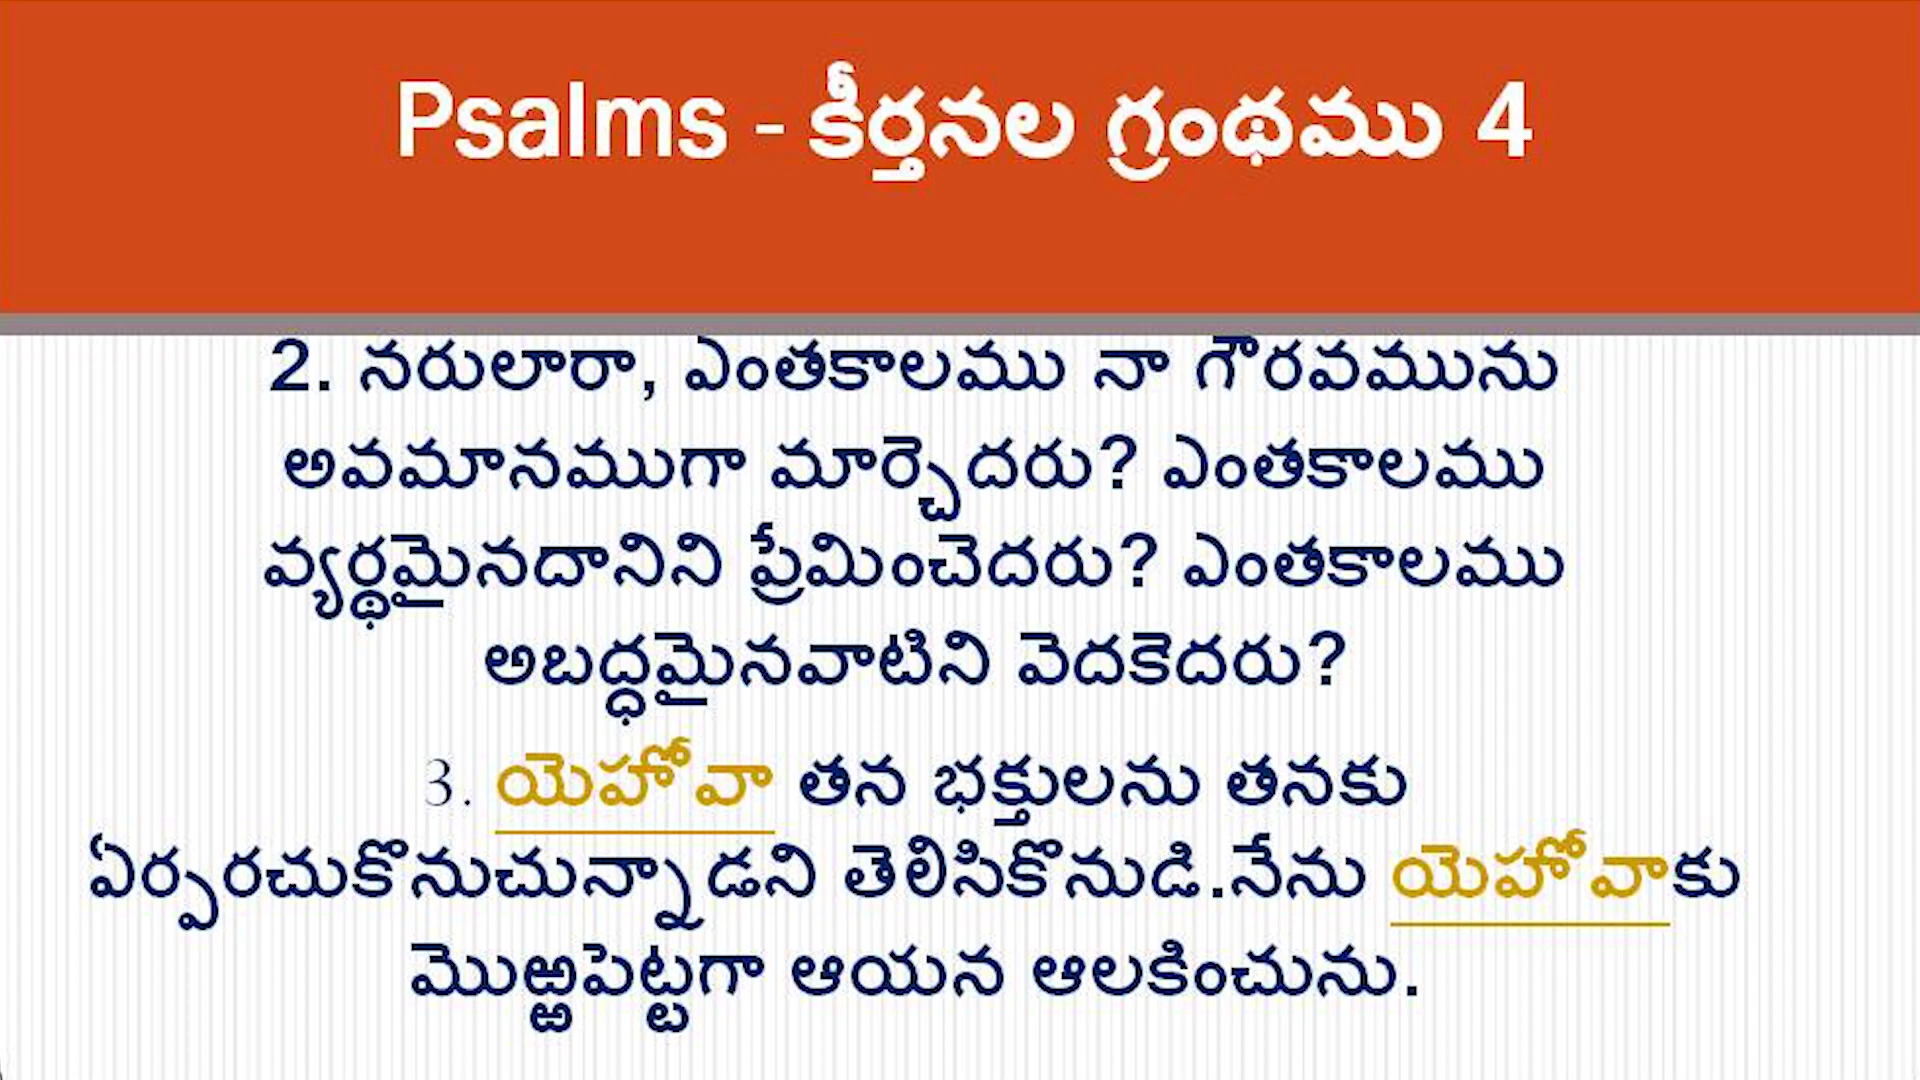 Psalms - కీర్తనల గ్రంథము 4
2. నరులారా, ఎంతకాలము నా గౌరవమును
అవమానముగా మార్చెదరు? ఎంతకాలము
వ్యర్థమైనదానిని ప్రేమించెదరు? ఎంతకాలము
అబద్ధమైనవాటిని వెదకెదరు?
3. యెహోవా తన భక్తులను తనకు
ఏర్పరచుకొనుచున్నాడని తెలిసికొనుడి.నేను యెహోవాకు
మొఱ్ఱపెట్టగా ఆయన ఆలకించును.